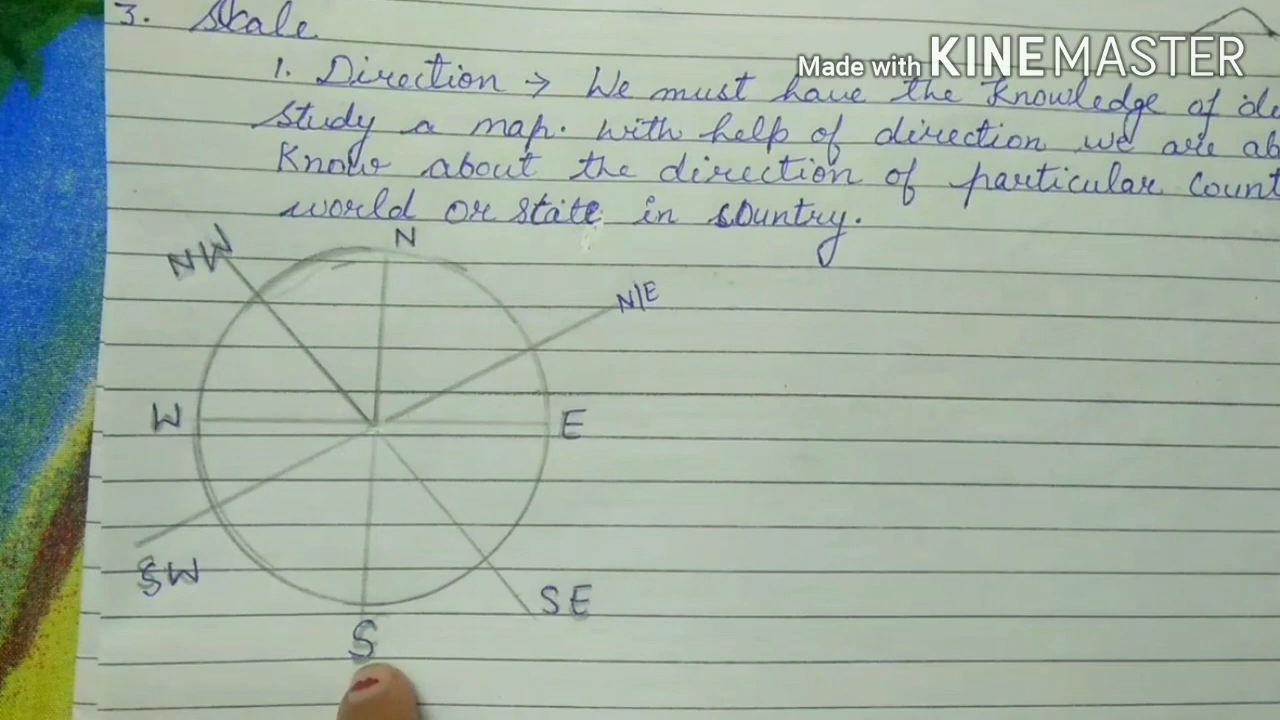 3. Scale
Made with KINEMASTER
1. Direction → We must have the Knowledge of
study a map. With help of direction we are
Know about the direction of particular
world or state in country.
N
NW
N/E
W
E
SW
SE
S